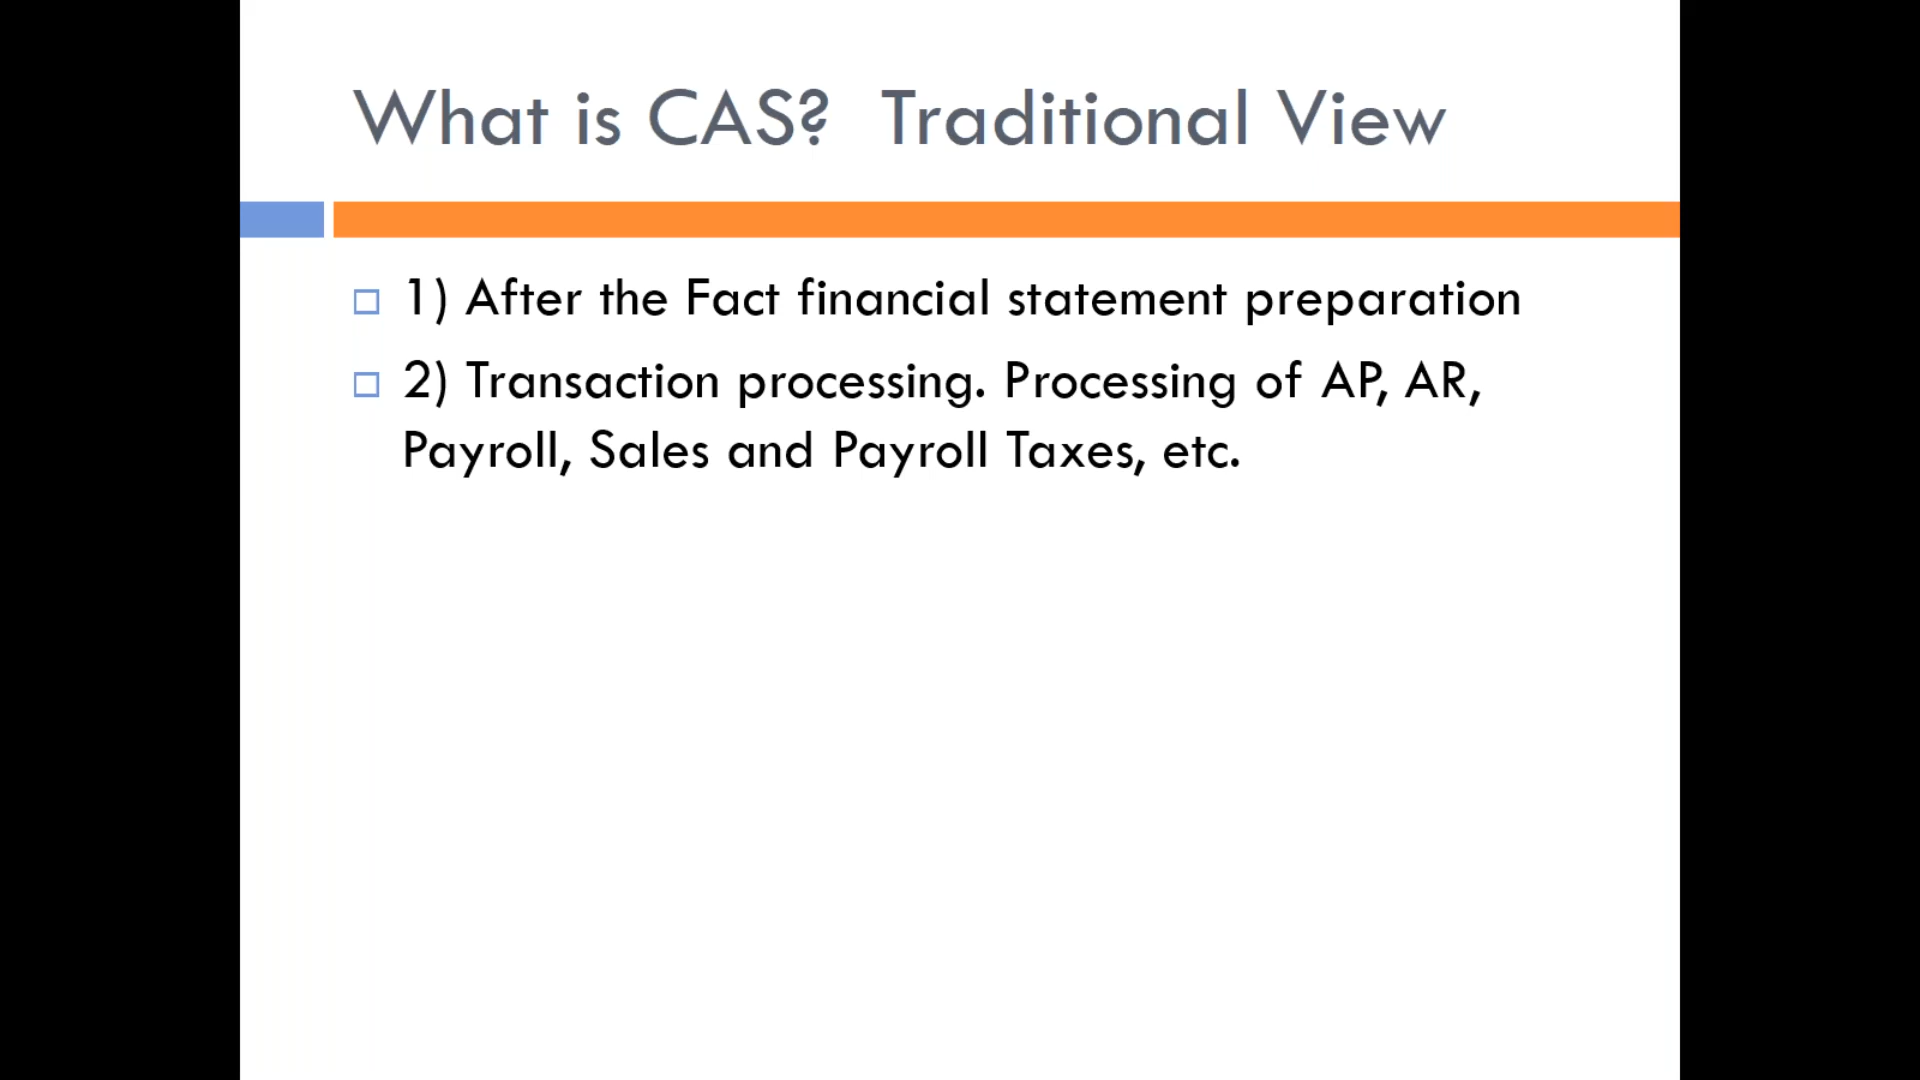 What is CAS?  Traditional View
1) After the Fact financial statement preparation
2) Transaction processing. Processing of AP, AR,
Payroll, Sales and Payroll Taxes, etc.